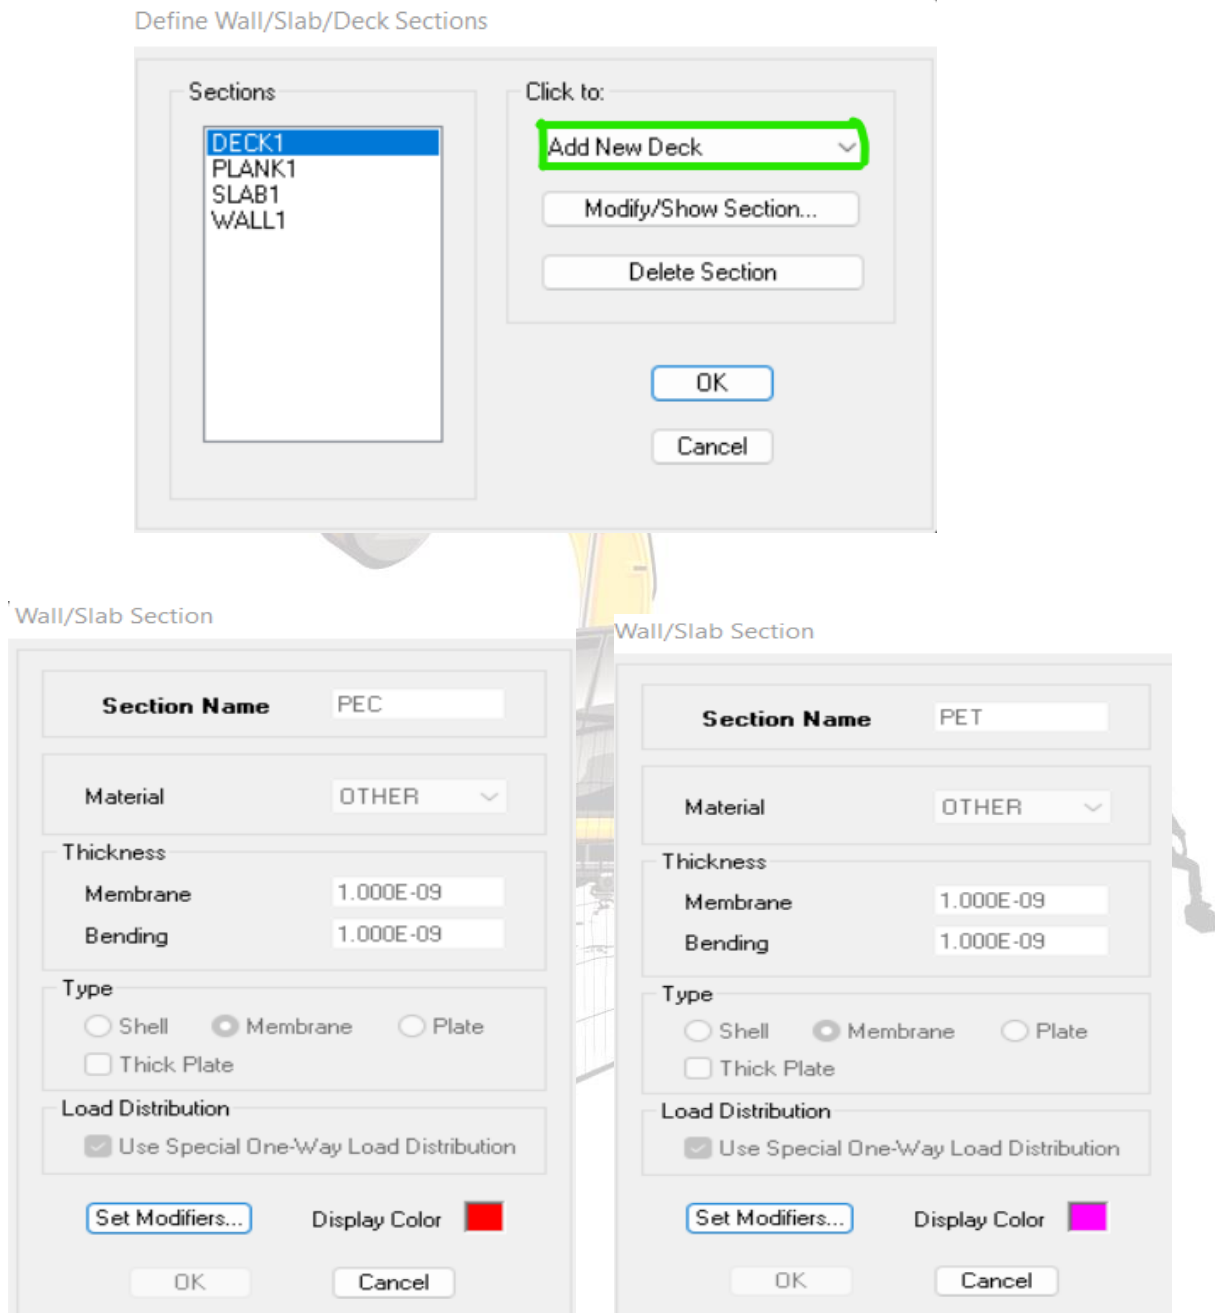 Define Wall/Slab/Deck Sections
Sections
DECK1
PLANK1
SLAB1
WALL1
Click to:
Add New Deck
Modify/Show Section...
Delete Section
OK
Cancel
Wall/Slab Section
Section Name PEC
Material OTHER
Thickness
Membrane 1.000E-09
Bending 1.000E-09
Type
Shell Membrane Plate
Thick Plate
Load Distribution
Use Special One-Way Load Distribution
Set Modifiers... Display Color
OK Cancel
Wall/Slab Section
Section Name PET
Material OTHER
Thickness
Membrane 1.000E-09
Bending 1.000E-09
Type
Shell Membrane Plate
Thick Plate
Load Distribution
Use Special One-Way Load Distribution
Set Modifiers... Display Color
OK Cancel